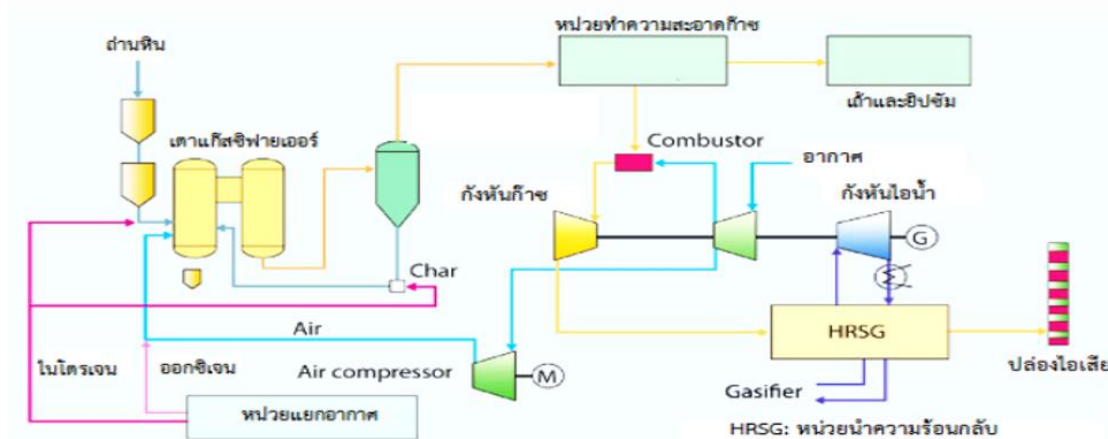 หน่วยทำความสะอาดก๊าซ
ถ่านหิน
เถ้าและยิปซัม
เตาแก๊สซิฟายเออร์
Combustor
อากาศ
กังหันก๊าซ
กังหันไอน้ำ
G
Char
Air
HRSG
ไนโตรเจน
ออกซิเจน
Air compressor
M
ปล่องไอเสีย
Gasifier
หน่วยแยกอากาศ
HRSG: หน่วยนำความร้อนกลับ